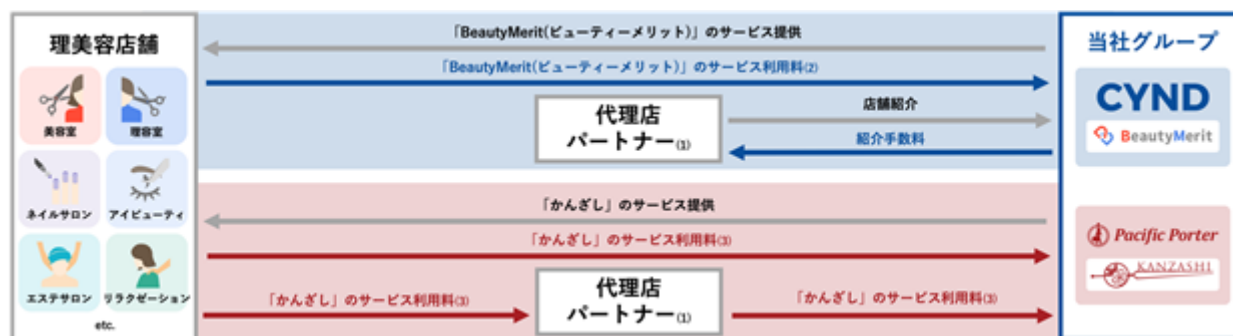 理美容店舗
美容室
理容室
ネイルサロン
アイビューティ
エステサロン
リラクゼーション
etc.
「BeautyMerit(ビューティーメリット)」のサービス提供
「BeautyMerit(ビューティーメリット)」のサービス利用料(2)
代理店
パートナー(1)
店舗紹介
紹介手数料
「かんざし」のサービス提供
「かんざし」のサービス利用料(3)
「かんざし」のサービス利用料(3)
代理店
パートナー(1)
「かんざし」のサービス利用料(3)
当社グループ
CYND
BeautyMerit
Pacific Porter
KANZASHI